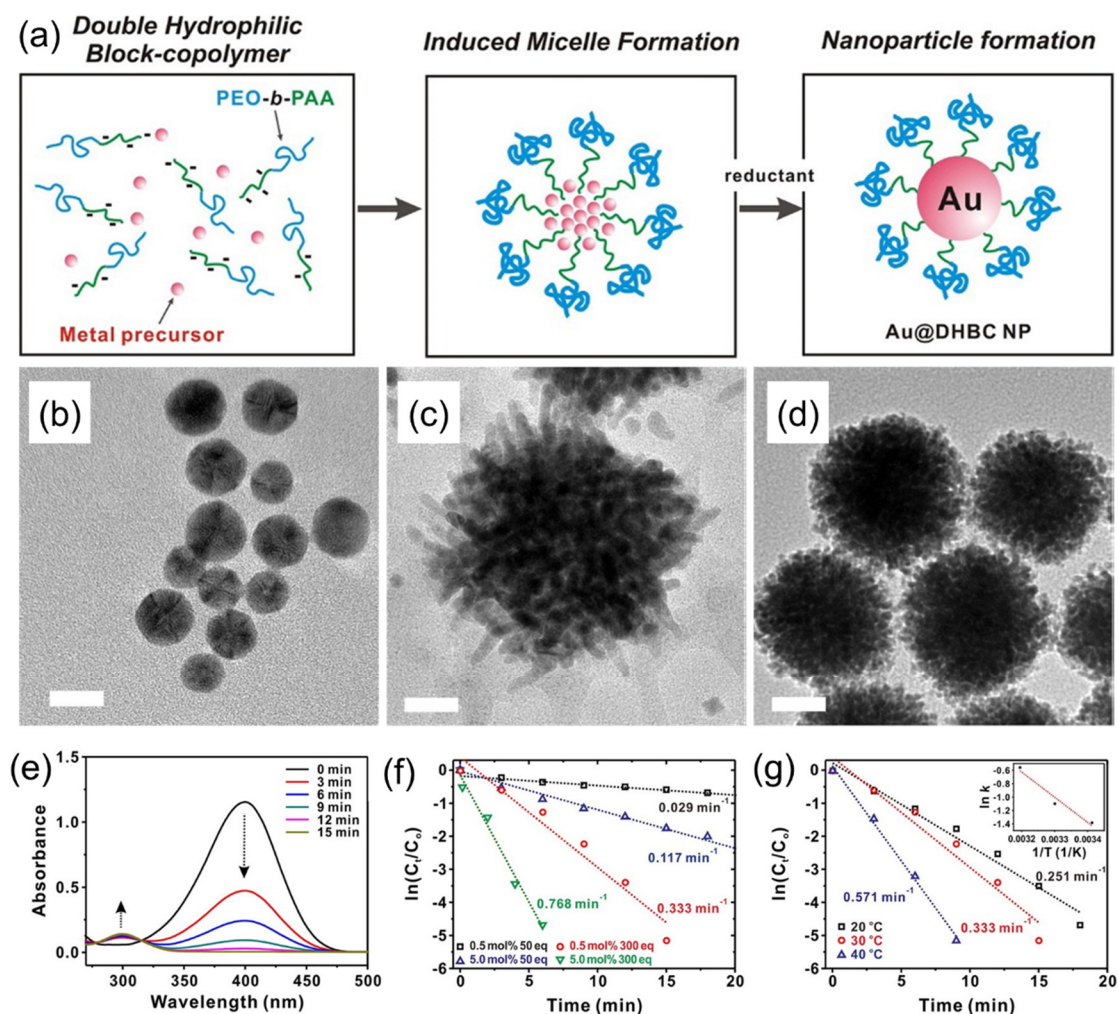 (a)
Double Hydrophilic
Block-copolymer
Induced Micelle Formation
Nanoparticle formation
PEO-b-PAA
Metal precursor
reductant
Au
Au@DHBC NP
(b)
(c)
(d)
(e)
1.5
1.0
0.5
0.0
Absorbance
300
400
500
Wavelength (nm)
0 min
3 min
6 min
9 min
12 min
15 min
(f)
0
-1
-2
-3
-4
-5
-6
ln(Cₜ/Cₒ)
0.029 min⁻¹
0.117 min⁻¹
0.333 min⁻¹
0.768 min⁻¹
0.5 mol% 50 eq
0.5 mol% 300 eq
5.0 mol% 50 eq
5.0 mol% 300 eq
0
5
10
15
20
Time (min)
(g)
0
-1
-2
-3
-4
-5
-6
ln(Cₜ/Cₒ)
ln k
-0.6
-0.8
-1.0
-1.2
-1.4
0.0032
0.0033
0.0034
1/T (1/K)
0.251 min⁻¹
0.571 min⁻¹
0.333 min⁻¹
20 °C
30 °C
40 °C
0
5
10
15
20
Time (min)